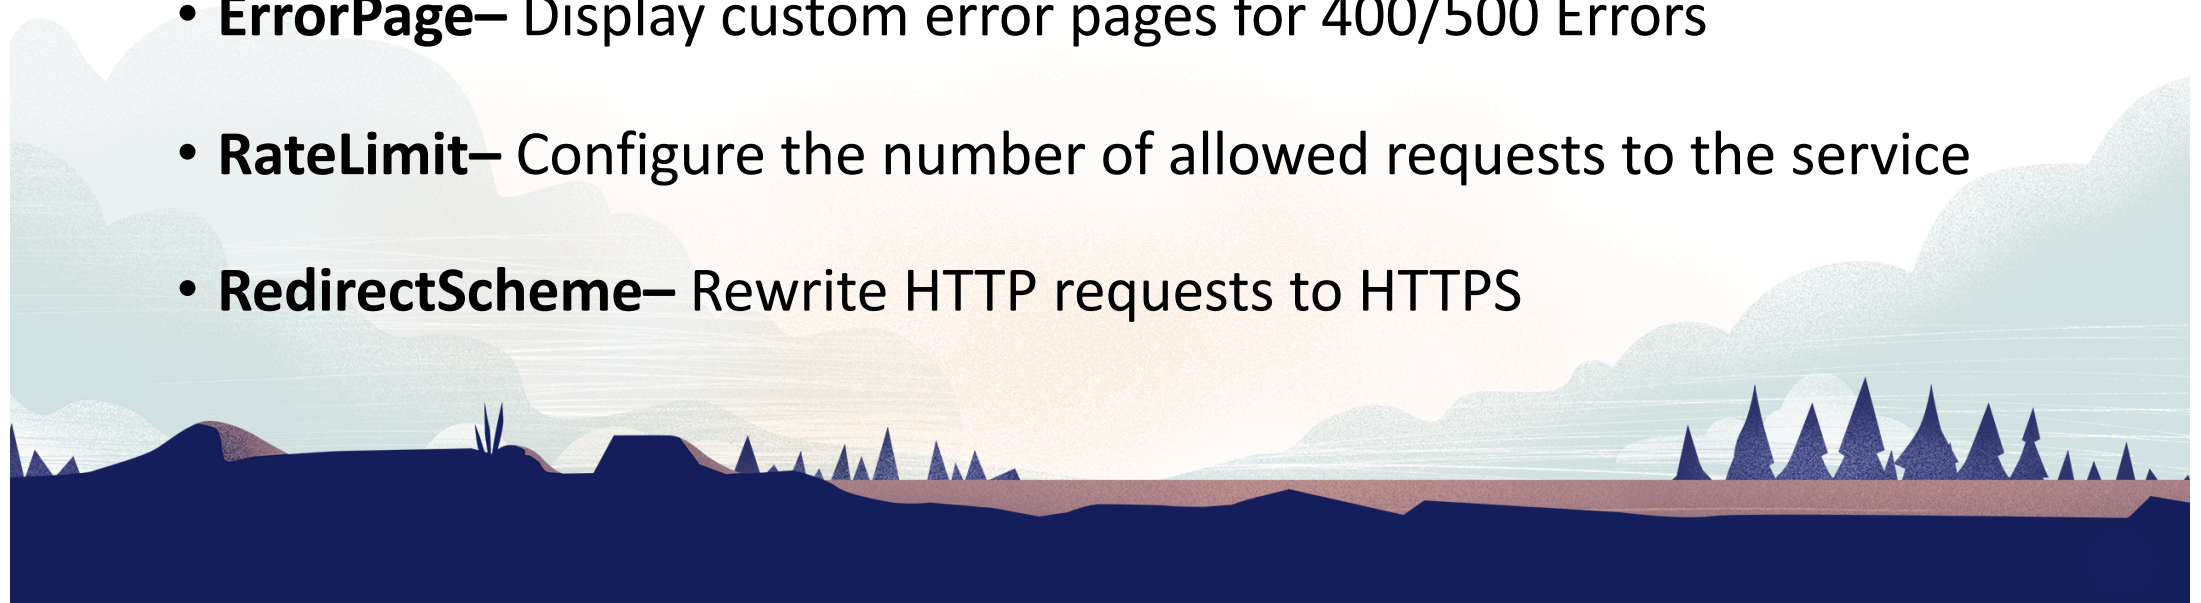 • ErrorPage– Display custom error pages for 400/500 Errors
• RateLimit– Configure the number of allowed requests to the service
• RedirectScheme– Rewrite HTTP requests to HTTPS